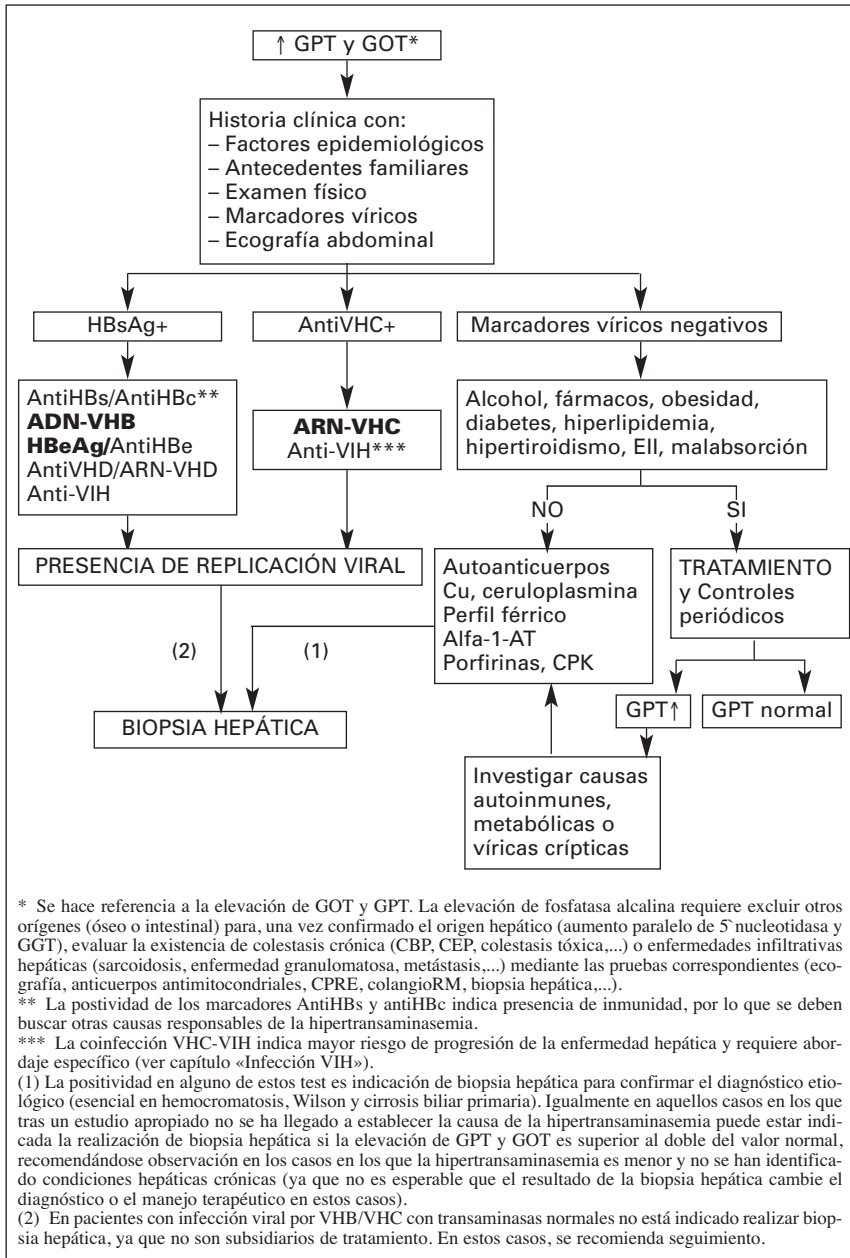 ↑ GPT y GOT*
Historia clínica con:
– Factores epidemiológicos
– Antecedentes familiares
– Examen físico
– Marcadores víricos
– Ecografía abdominal
HBsAg+
AntiVHC+
Marcadores víricos negativos
AntiHBs/AntiHBc**
ADN-VHB
HBeAg/AntiHBe
AntiVHD/ARN-VHD
Anti-VIH
ARN-VHC
Anti-VIH***
Alcohol, fármacos, obesidad,
diabetes, hiperlipidemia,
hipertiroidismo, EII, malabsorción
NO
SI
PRESENCIA DE REPLICACIÓN VIRAL
Autoanticuerpos
Cu, ceruloplasmina
Perfil férrico
Alfa-1-AT
Porfirinas, CPK
TRATAMIENTO
y Controles
periódicos
(2)
(1)
GPT↑
GPT normal
BIOPSIA HEPÁTICA
Investigar causas
autoinmunes,
metabólicas o
víricas crípticas
* Se hace referencia a la elevación de GOT y GPT. La elevación de fosfatasa alcalina requiere excluir otros
orígenes (óseo o intestinal) para, una vez confirmado el origen hepático (aumento paralelo de 5`nucleotidasa y
GGT), evaluar la existencia de colestasis crónica (CBP, CEP, colestasis tóxica,...) o enfermedades infiltrativas
hepáticas (sarcoidosis, enfermedad granulomatosa, metástasis,...) mediante las pruebas correspondientes (eco-
grafía, anticuerpos antimitocondriales, CPRE, colangioRM, biopsia hepática,...).
** La postividad de los marcadores AntiHBs y antiHBc indica presencia de inmunidad, por lo que se deben
buscar otras causas responsables de la hipertransaminasemia.
*** La coinfección VHC-VIH indica mayor riesgo de progresión de la enfermedad hepática y requiere abor-
daje específico (ver capítulo «Infección VIH»).
(1) La positividad en alguno de estos test es indicación de biopsia hepática para confirmar el diagnóstico etio-
lógico (esencial en hemocromatosis, Wilson y cirrosis biliar primaria). Igualmente en aquellos casos en los que
tras un estudio apropiado no se ha llegado a establecer la causa de la hipertransaminasemia puede estar indi-
cada la realización de biopsia hepática si la elevación de GPT y GOT es superior al doble del valor normal,
recomendándose observación en los casos en los que la hipertransaminasemia es menor y no se han identifica-
do condiciones hepáticas crónicas (ya que no es esperable que el resultado de la biopsia hepática cambie el
diagnóstico o el manejo terapéutico en estos casos).
(2) En pacientes con infección viral por VHB/VHC con transaminasas normales no está indicado realizar biop-
sia hepática, ya que no son subsidiarios de tratamiento. En estos casos, se recomienda seguimiento.